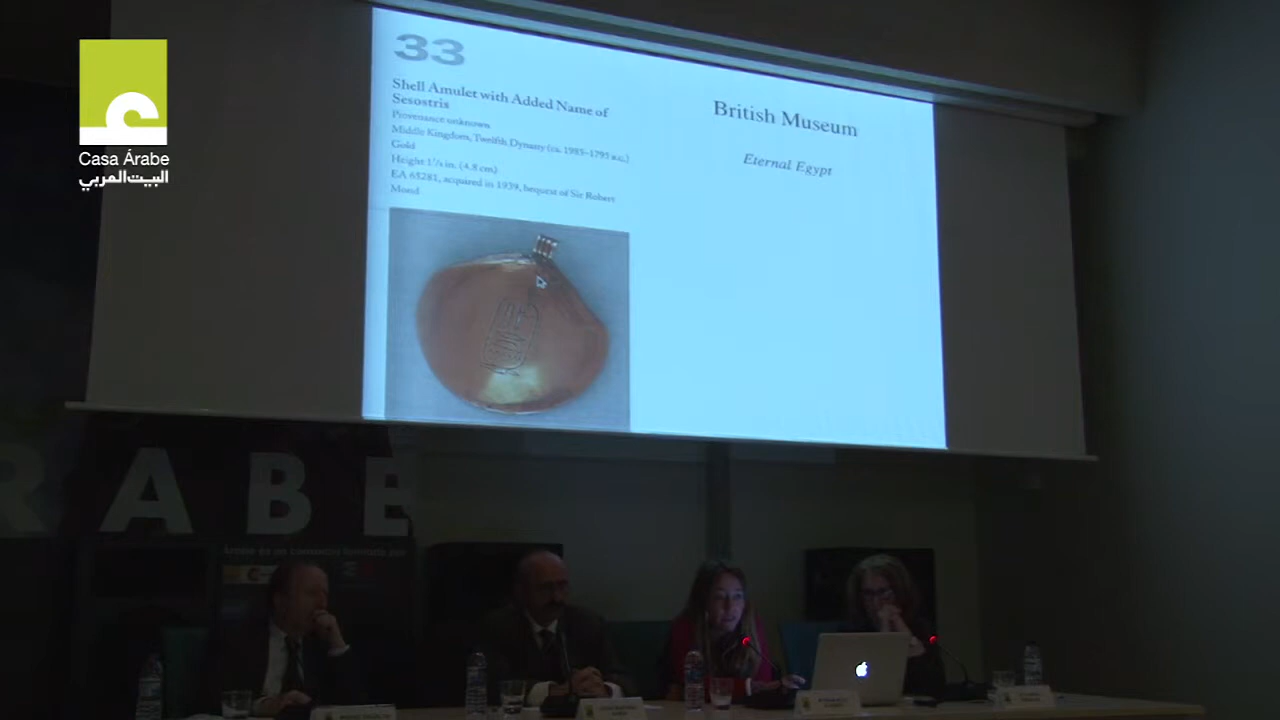 Casa Árabe
البيت العربي
33
Shell Amulet with Added Name of
Sesostris
Provenance unknown
Middle Kingdom, Twelfth Dynasty (ca. 1985–1795 B.C.)
Gold
Height 1⅞ in. (4.8 cm)
EA 65281, acquired in 1939, bequest of Sir Robert
Mond
British Museum
Eternal Egypt
RABE